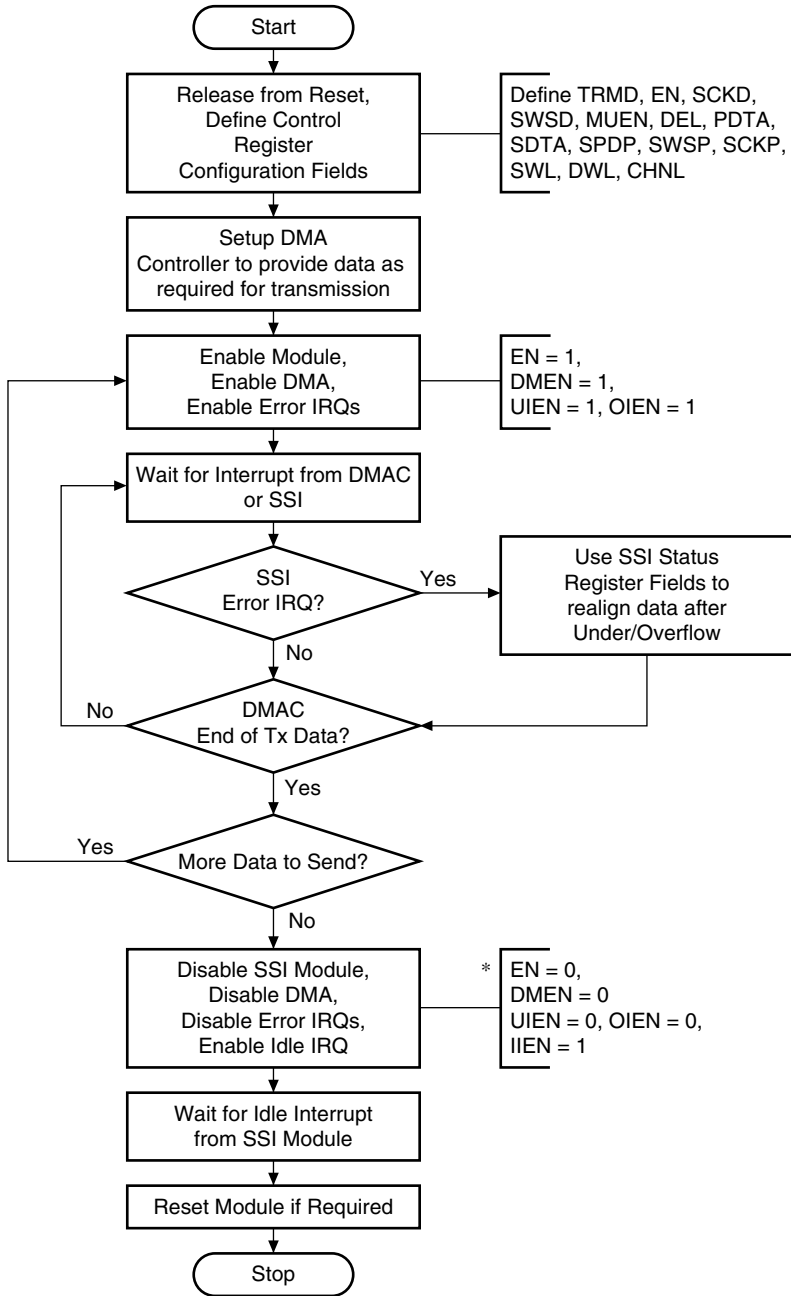 Start
Release from Reset,
Define Control
Register
Configuration Fields
Define TRMD, EN, SCKD,
SWSD, MUEN, DEL, PDTA,
SDTA, SPDP, SWSP, SCKP,
SWL, DWL, CHNL
Setup DMA
Controller to provide data as
required for transmission
Enable Module,
Enable DMA,
Enable Error IRQs
EN = 1,
DMEN = 1,
UIEN = 1, OIEN = 1
Wait for Interrupt from DMAC
or SSI
SSI
Error IRQ?
Yes
Use SSI Status
Register Fields to
realign data after
Under/Overflow
No
DMAC
End of Tx Data?
No
Yes
More Data to Send?
Yes
No
Disable SSI Module,
Disable DMA,
Disable Error IRQs,
Enable Idle IRQ
*
EN = 0,
DMEN = 0
UIEN = 0, OIEN = 0,
IIEN = 1
Wait for Idle Interrupt
from SSI Module
Reset Module if Required
Stop